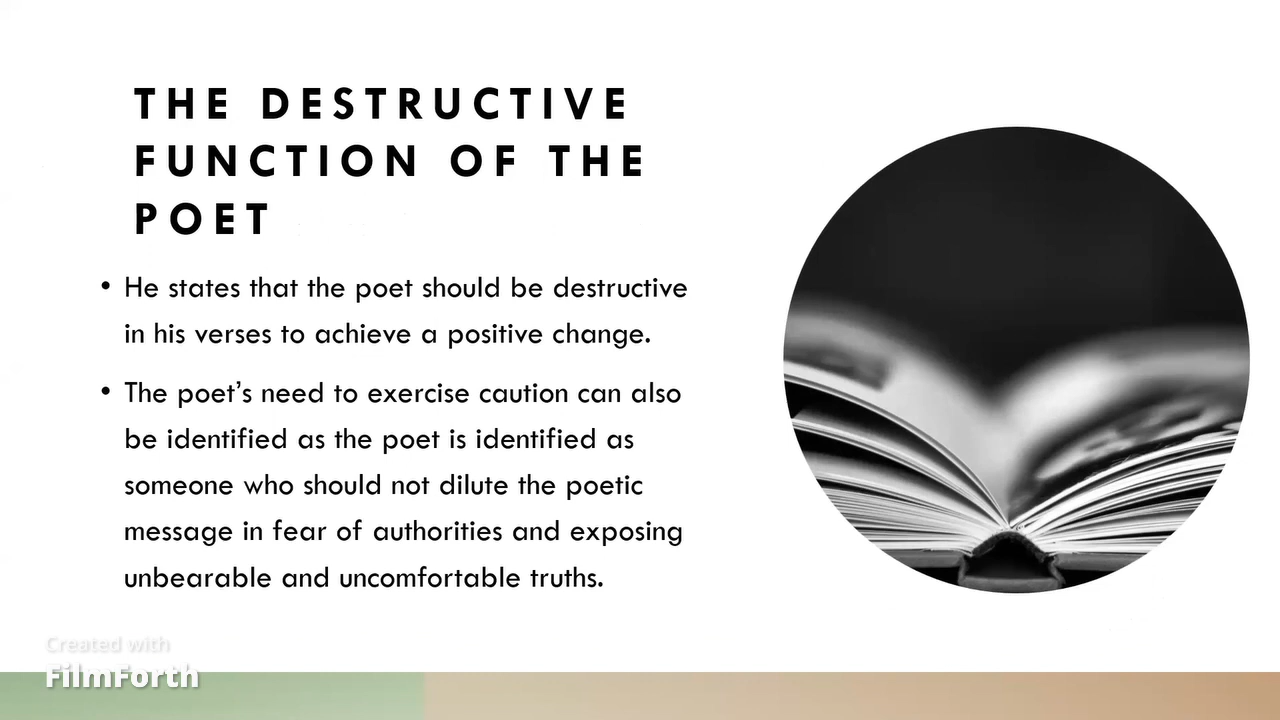 THE DESTRUCTIVE
FUNCTION OF THE
POET
• He states that the poet should be destructive
in his verses to achieve a positive change.
• The poet’s need to exercise caution can also
be identified as the poet is identified as
someone who should not dilute the poetic
message in fear of authorities and exposing
unbearable and uncomfortable truths.
Created with
FilmForth